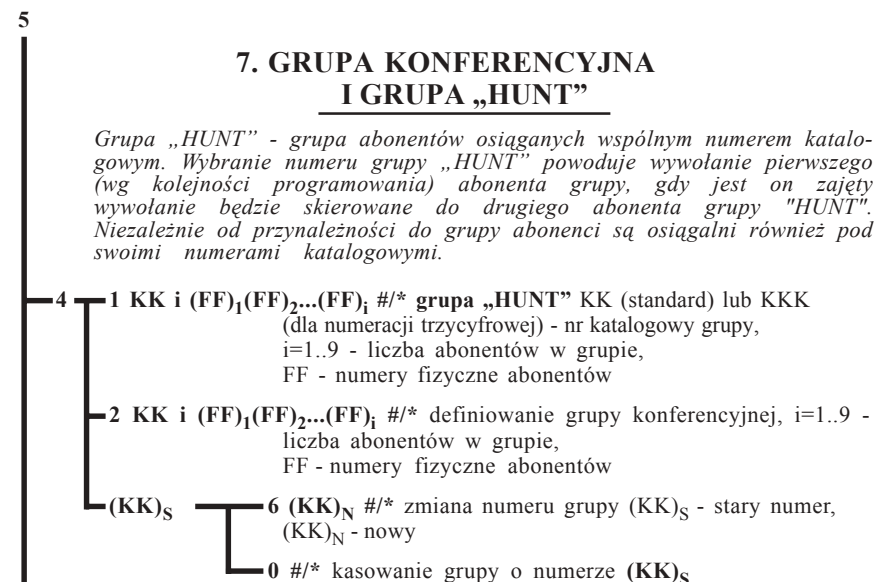 5
7. GRUPA KONFERENCYJNA
I GRUPA „HUNT”
Grupa „HUNT” - grupa abonentów osiąganych wspólnym numerem katalo-
gowym. Wybranie numeru grupy „HUNT” powoduje wywołanie pierwszego
(wg kolejności programowania) abonenta grupy, gdy jest on zajęty
wywołanie będzie skierowane do drugiego abonenta grupy "HUNT".
Niezależnie od przynależności do grupy abonenci są osiągalni również pod
swoimi numerami katalogowymi.
4 1 KK i (FF)1(FF)2...(FF)i #/* grupa „HUNT” KK (standard) lub KKK
(dla numeracji trzycyfrowej) - nr katalogowy grupy,
i=1..9 - liczba abonentów w grupie,
FF - numery fizyczne abonentów
2 KK i (FF)1(FF)2...(FF)i #/* definiowanie grupy konferencyjnej, i=1..9 -
liczba abonentów w grupie,
FF - numery fizyczne abonentów
(KK)S 6 (KK)N #/* zmiana numeru grupy (KK)S - stary numer,
(KK)N - nowy
0 #/* kasowanie grupy o numerze (KK)S